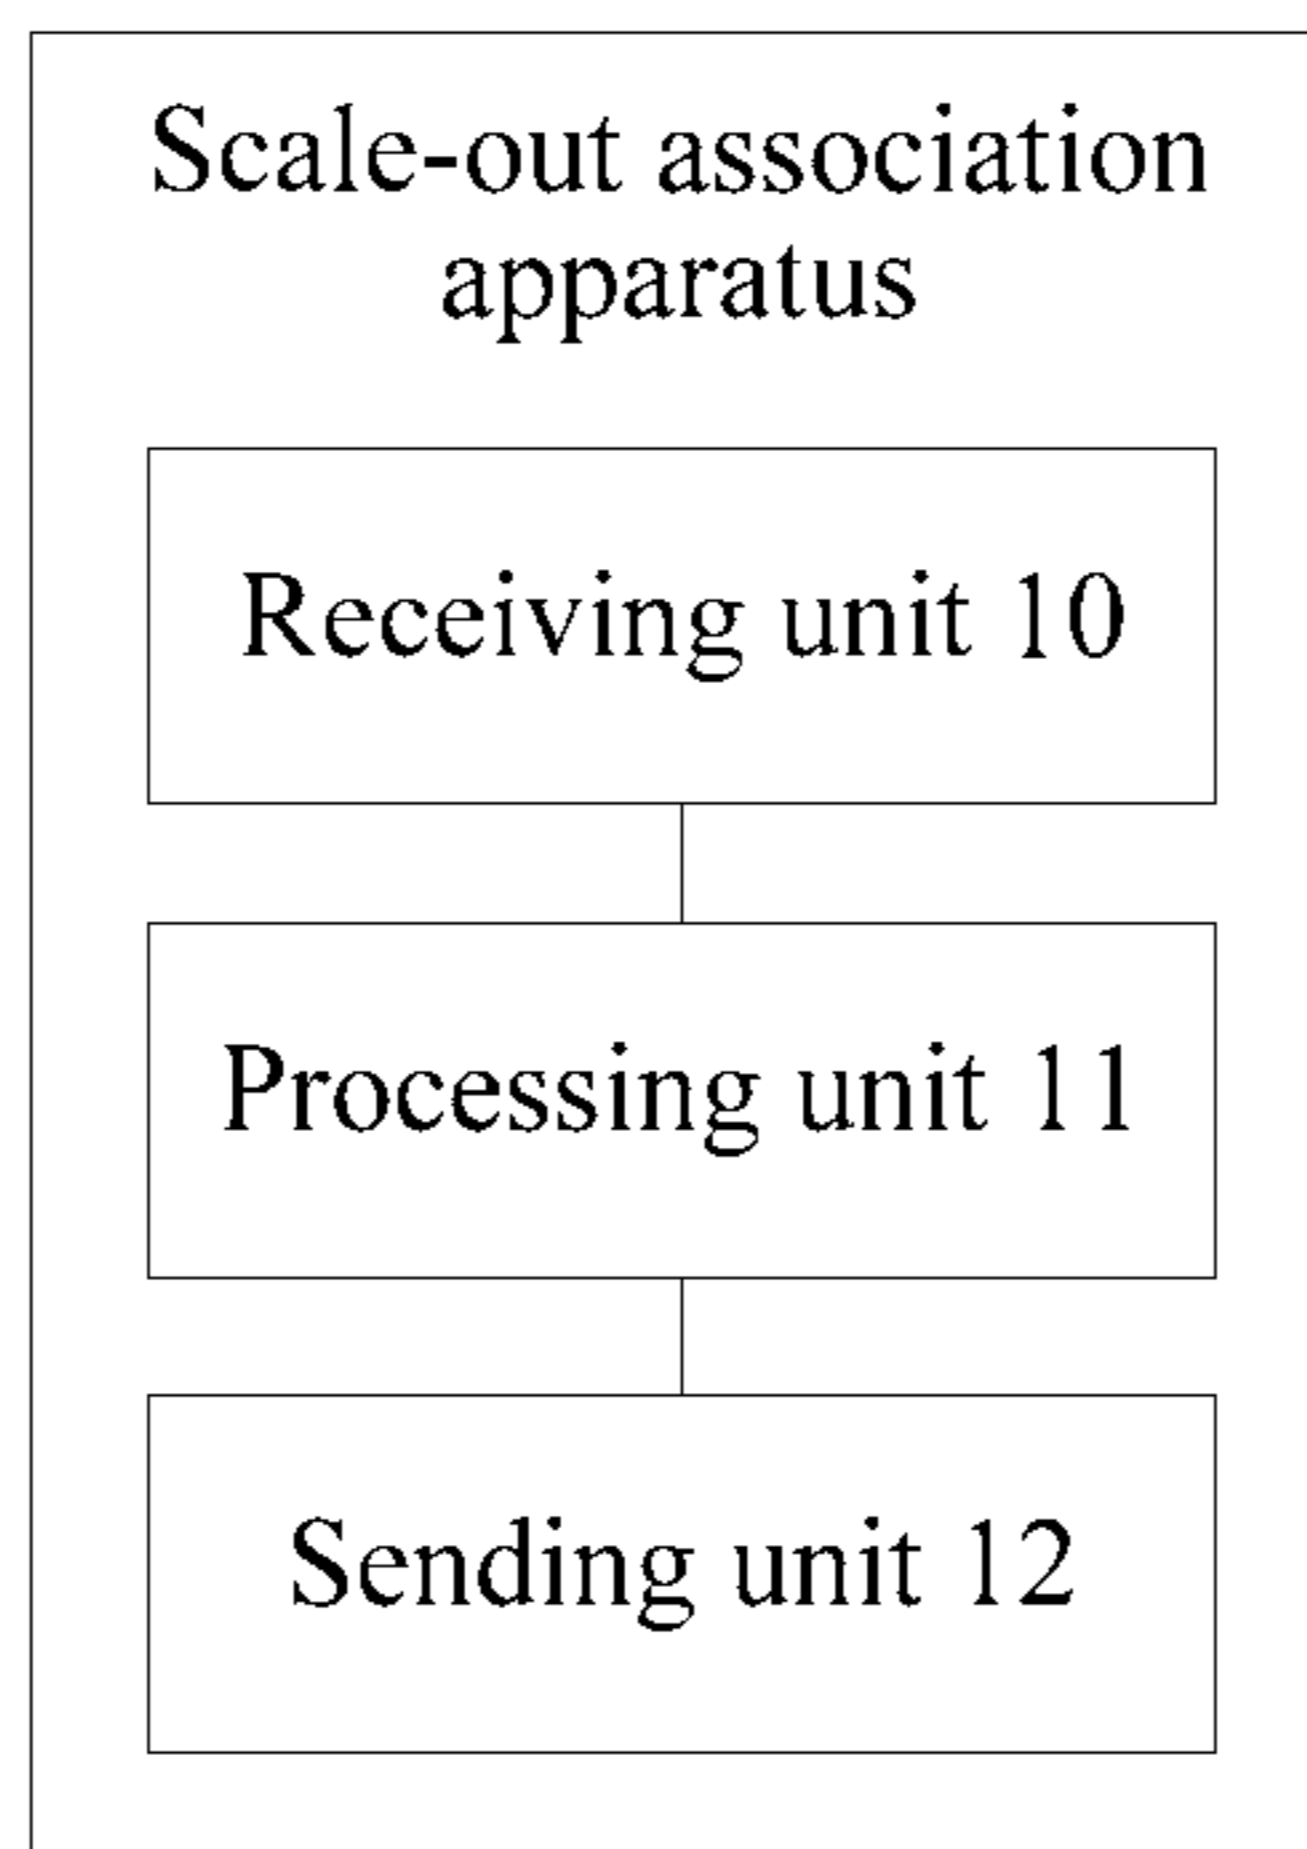 Scale-out association
apparatus
Receiving unit 10
Processing unit 11
Sending unit 12